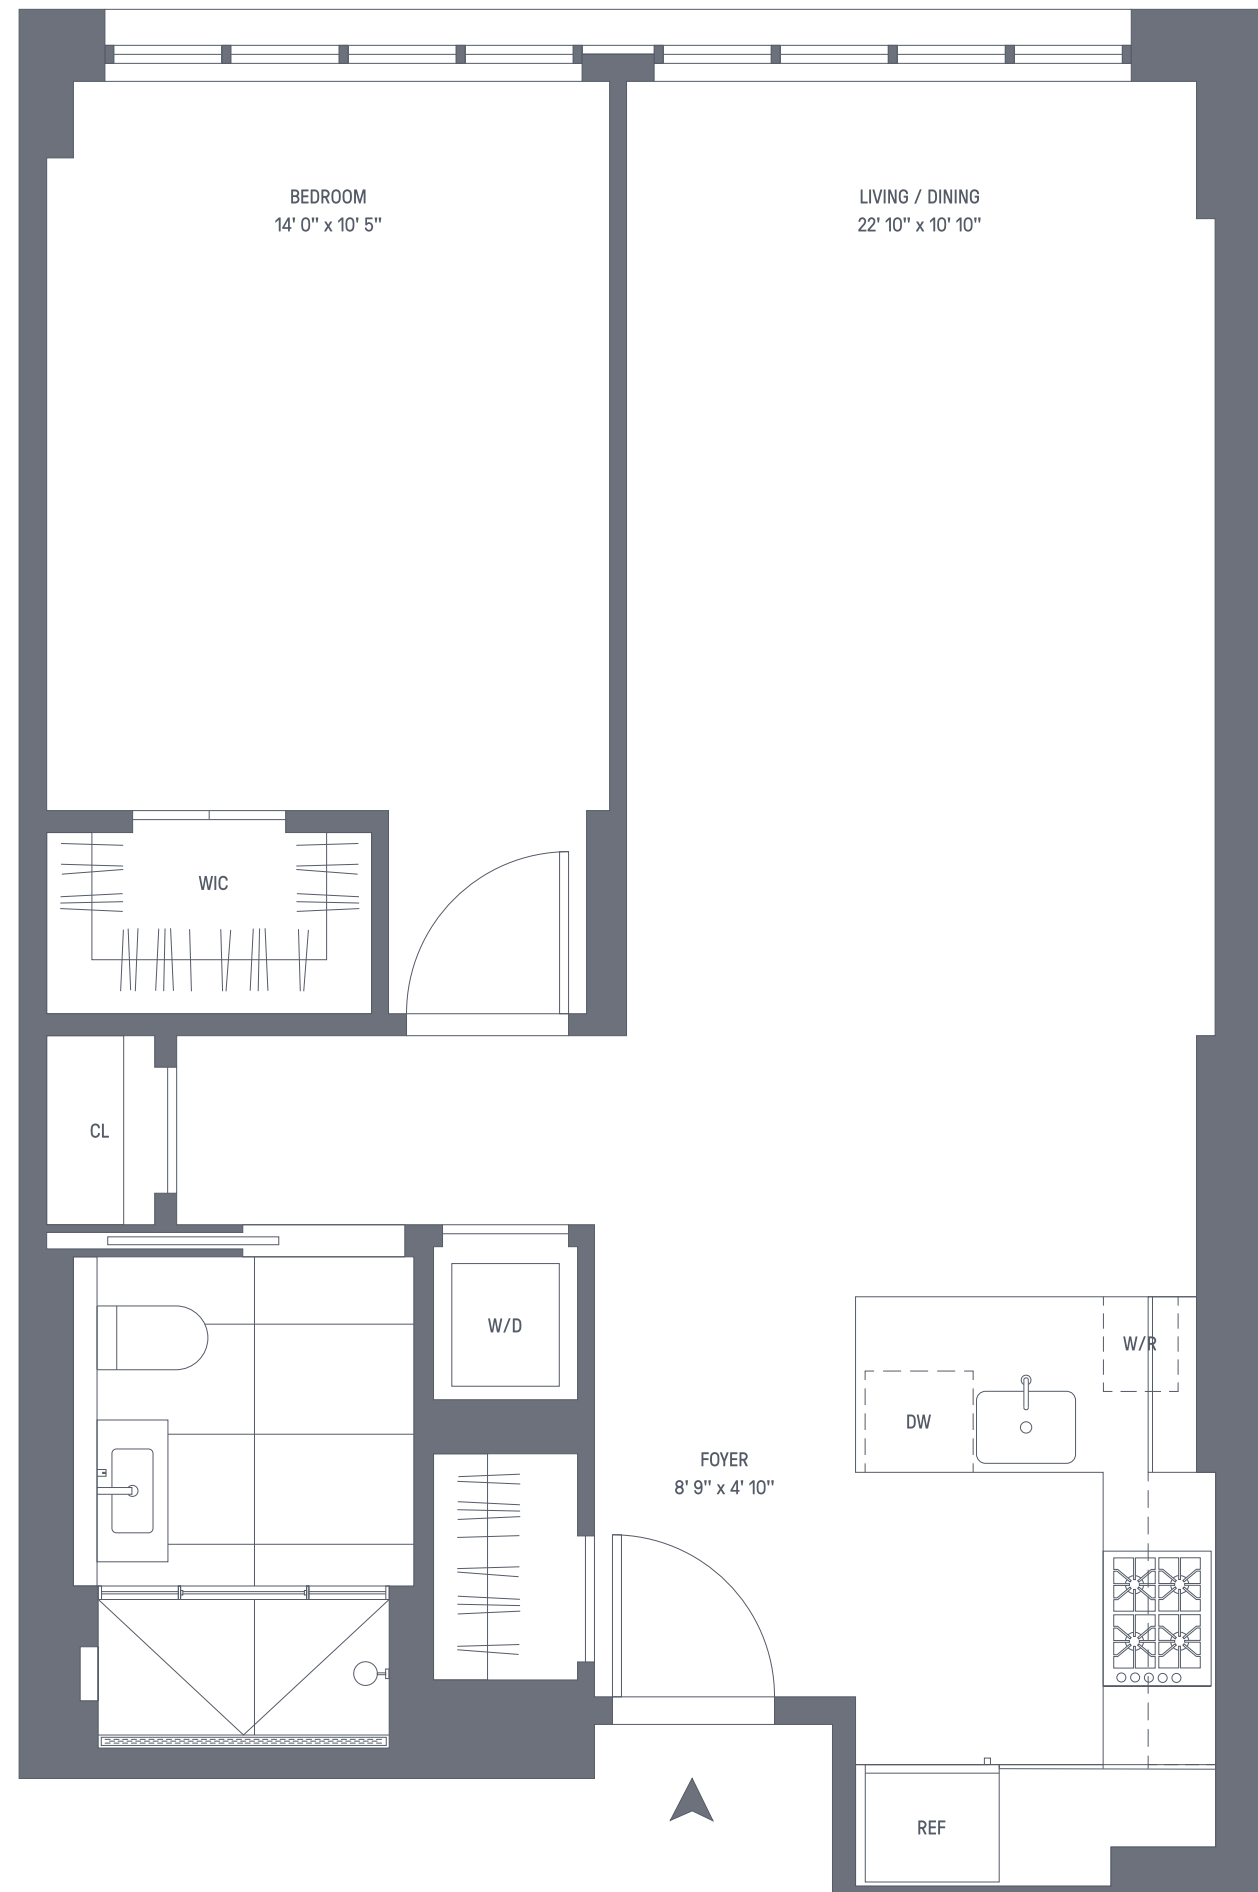 BEDROOM
14' 0" x 10' 5"
LIVING / DINING
22' 10" x 10' 10"
WIC
CL
W/D
W/R
DW
FOYER
8' 9" x 4' 10"
REF